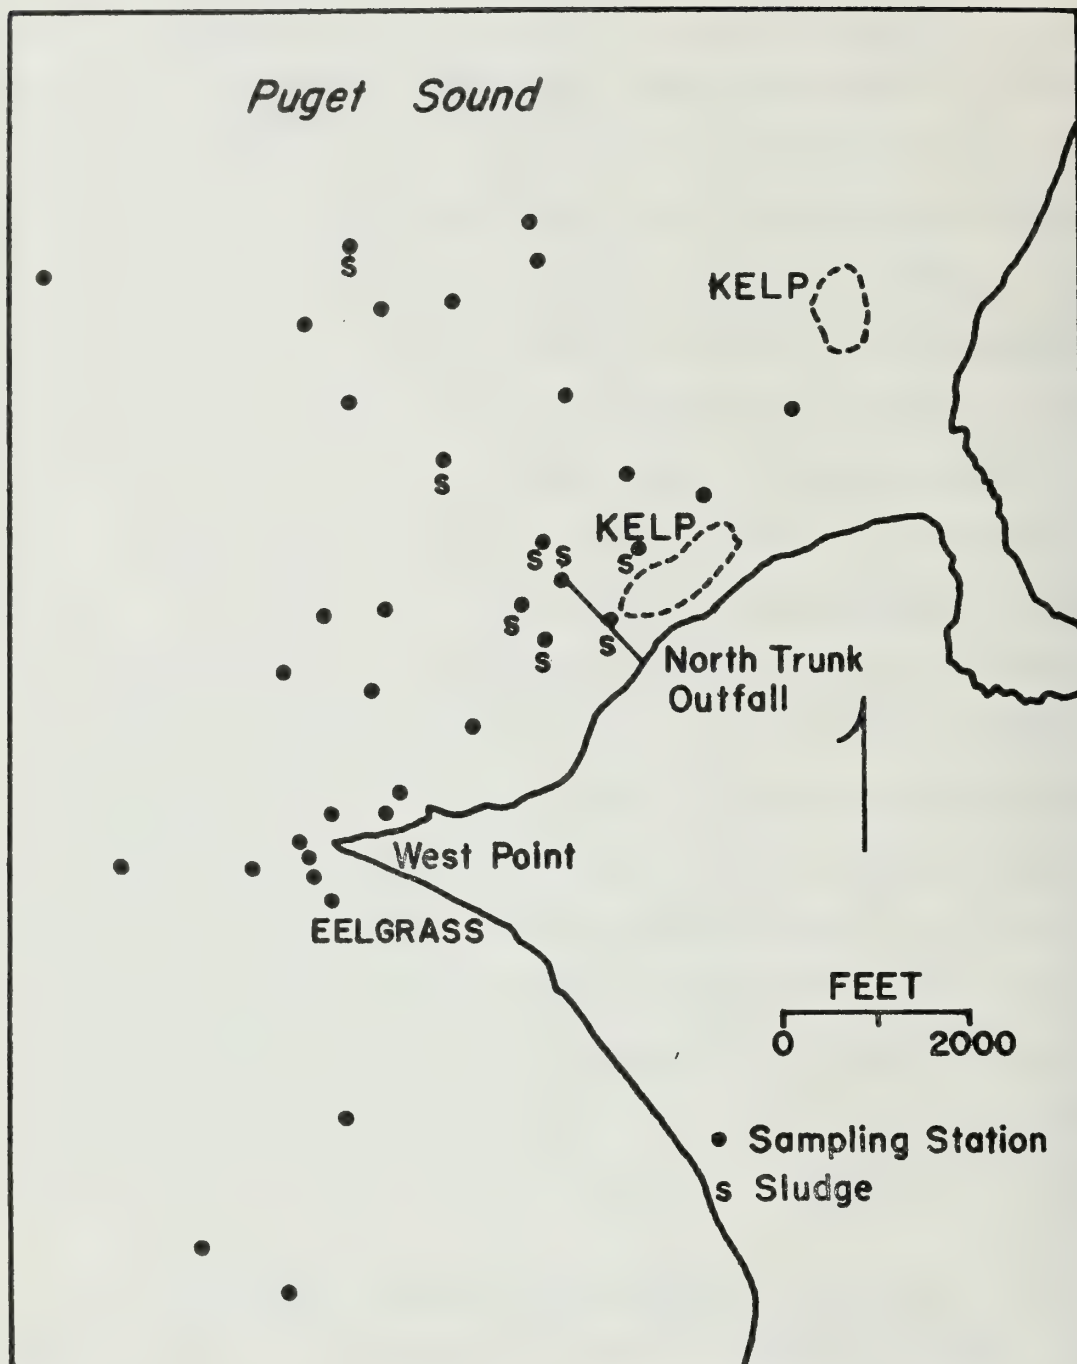 Puget Sound
S
KELP
S
KELP
S S S
S
S
S
North Trunk
Outfall
West Point
EELGRASS
FEET
0 2000
Sampling Station
s Sludge